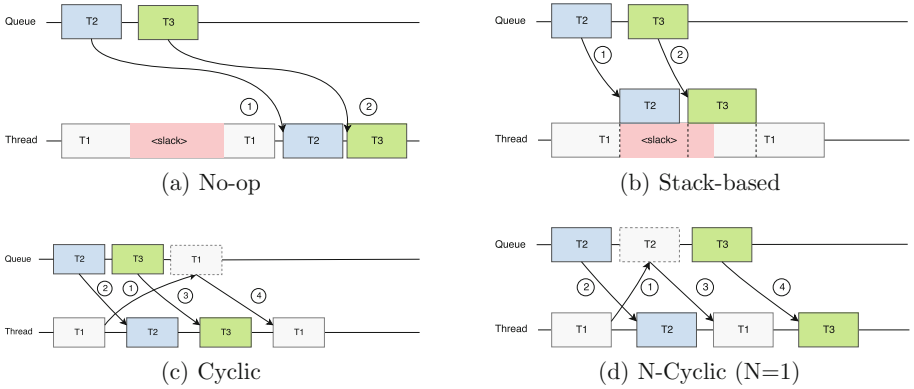 Queue T2 T3
1 2
Thread T1 <slack> T1 T2 T3
(a) No-op
Queue T2 T3
1 2
T2 T3
Thread T1 <slack> T1
(b) Stack-based
Queue T2 T3 T1
2 1 3 4
Thread T1 T2 T3 T1
(c) Cyclic
Queue T2 T2 T3
2 1 3 4
Thread T1 T2 T1 T3
(d) N-Cyclic (N=1)